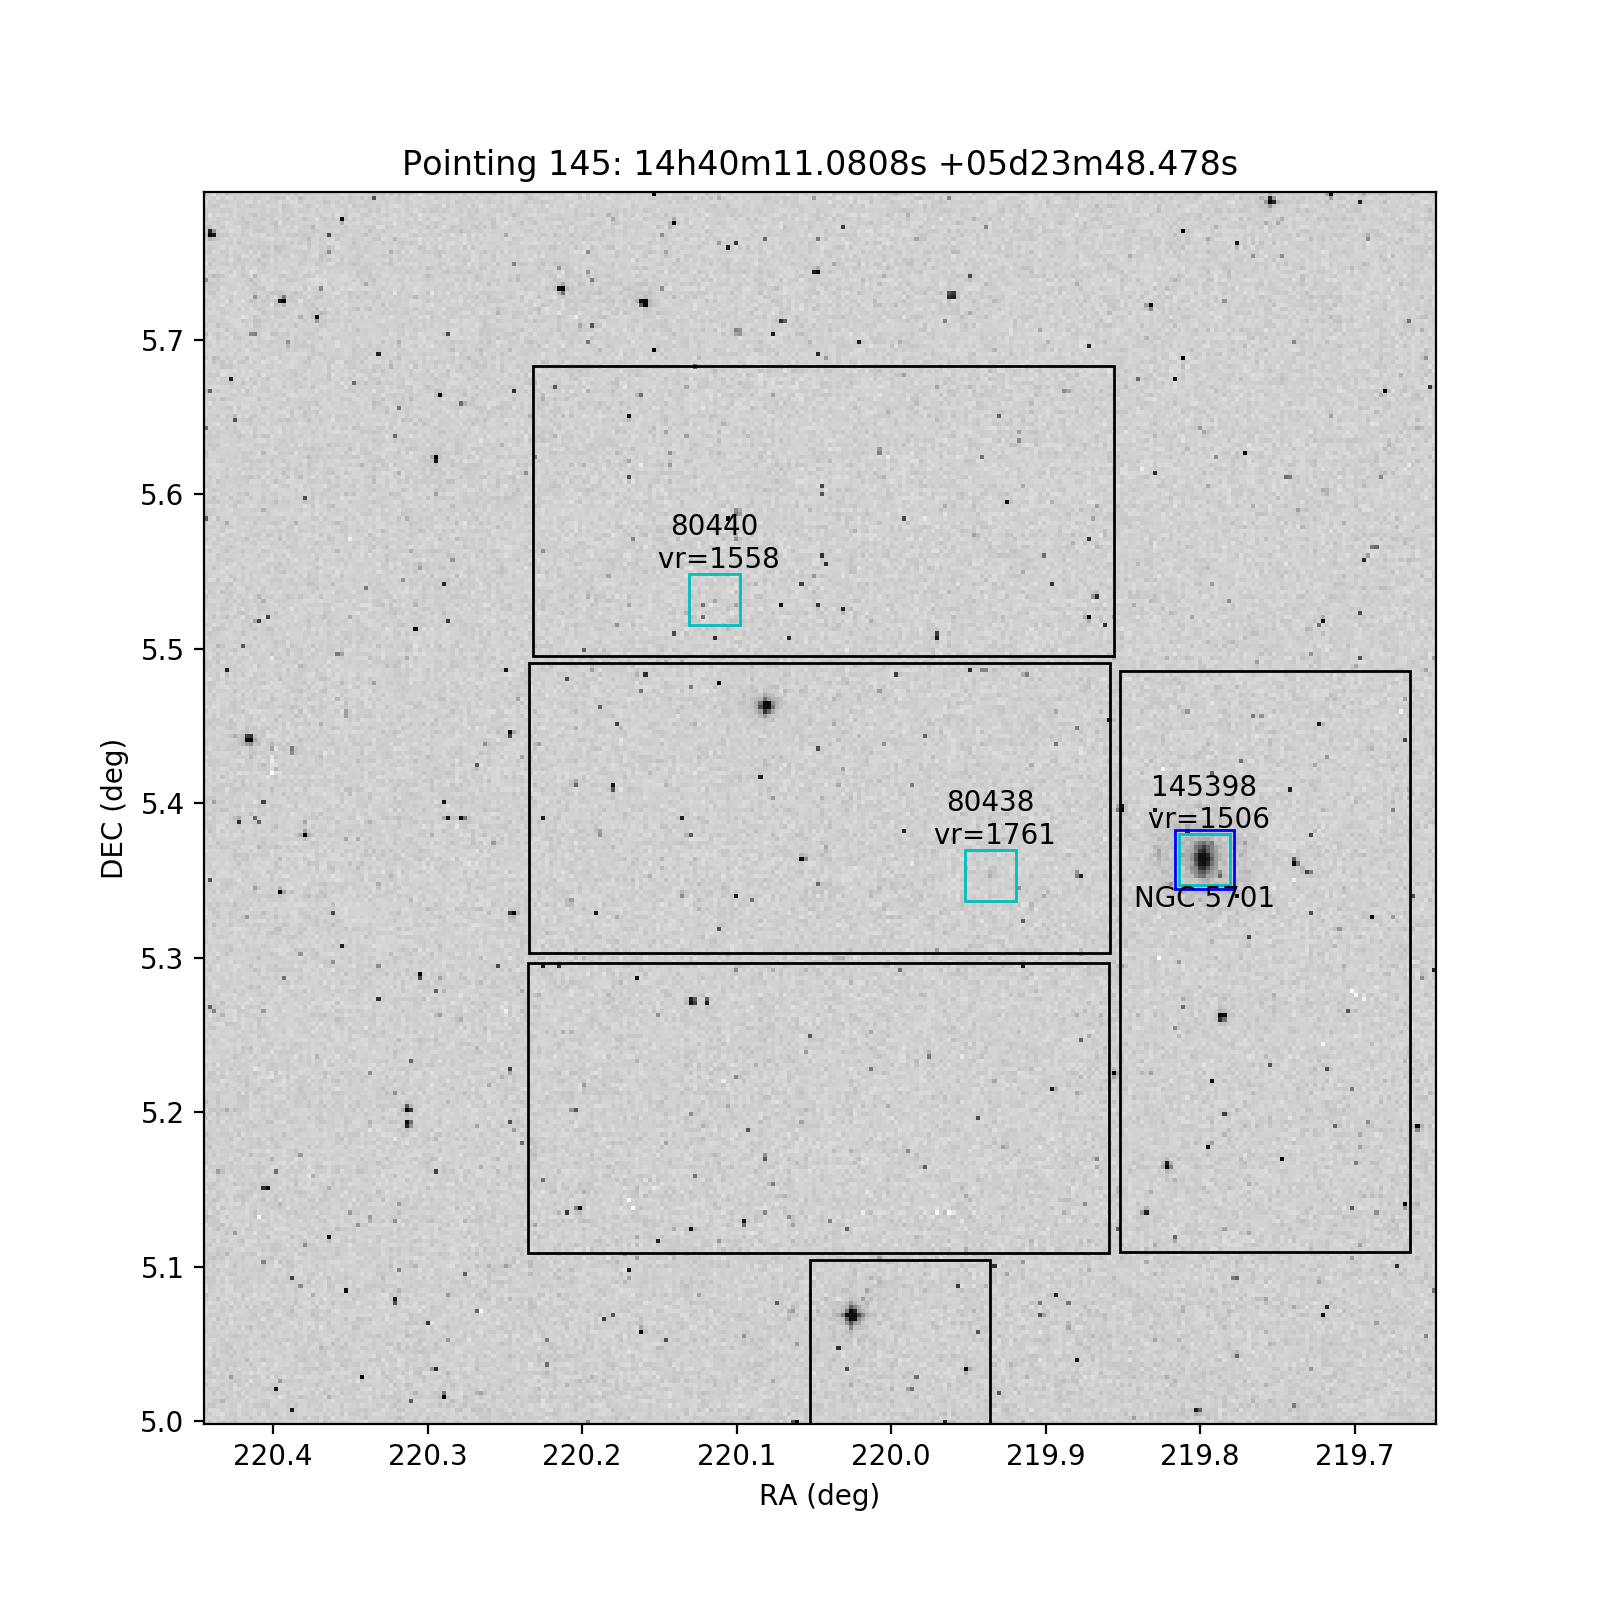 Pointing 145: 14h40m11.0808s +05d23m48.478s
5.7
5.6
80440
vr=1558
5.5
5.4
145398
vr=1506
80438
vr=1761
NGC 5701
5.3
5.2
5.1
5.0
DEC (deg)
220.4 220.3 220.2 220.1 220.0 219.9 219.8 219.7
RA (deg)